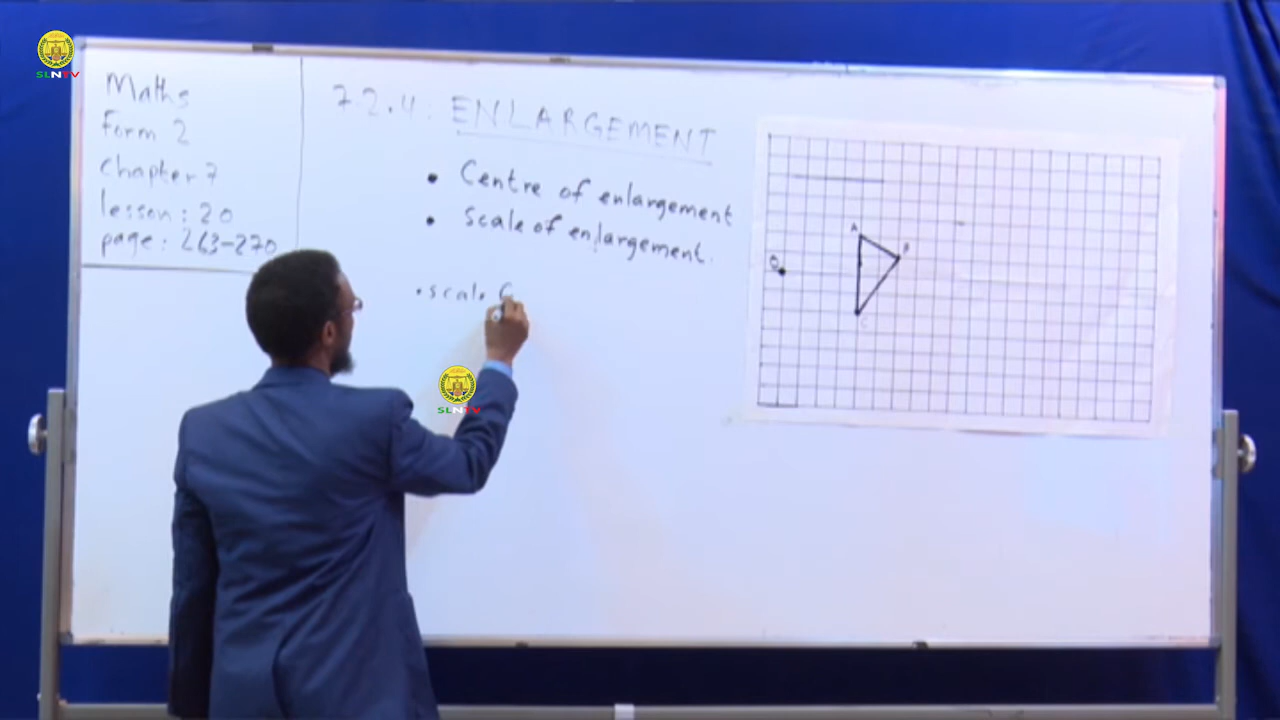 SLNTV
Maths
Form 2
Chapter 7
lesson: 20
page: 263-270
7.2.4: ENLARGEMENT
• Centre of enlargement
• Scale of enlargement.
• scale
SLNTV
O
A
B
C